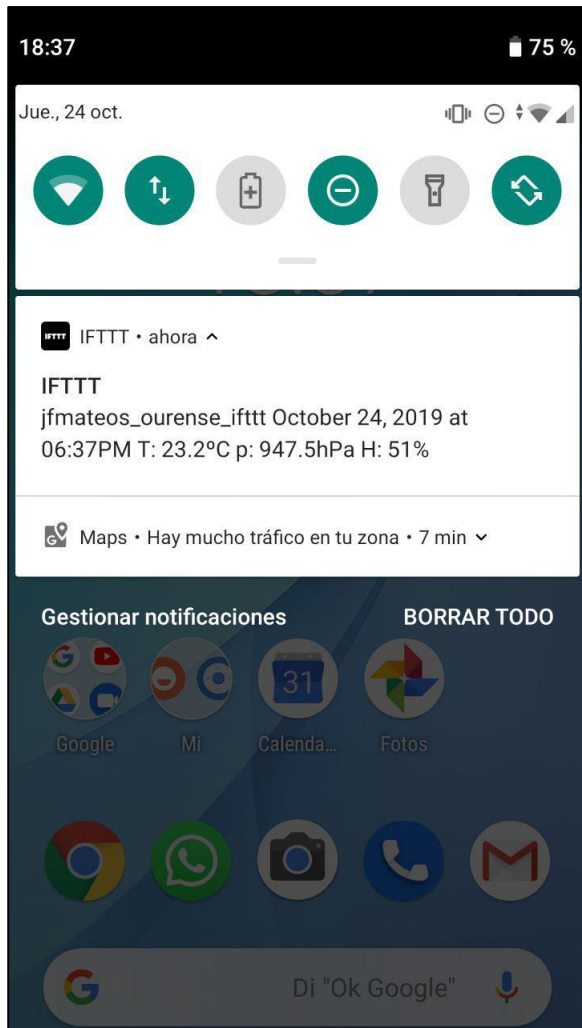 18:37
75 %
Jue., 24 oct.
IFTTT
IFTTT • ahora
IFTTT
jfmateos_ourense_ifttt October 24, 2019 at
06:37PM T: 23.2ºC p: 947.5hPa H: 51%
G
Maps • Hay mucho tráfico en tu zona • 7 min
Gestionar notificaciones
BORRAR TODO
31
Google
Mi
Calenda...
Fotos
Di "Ok Google"